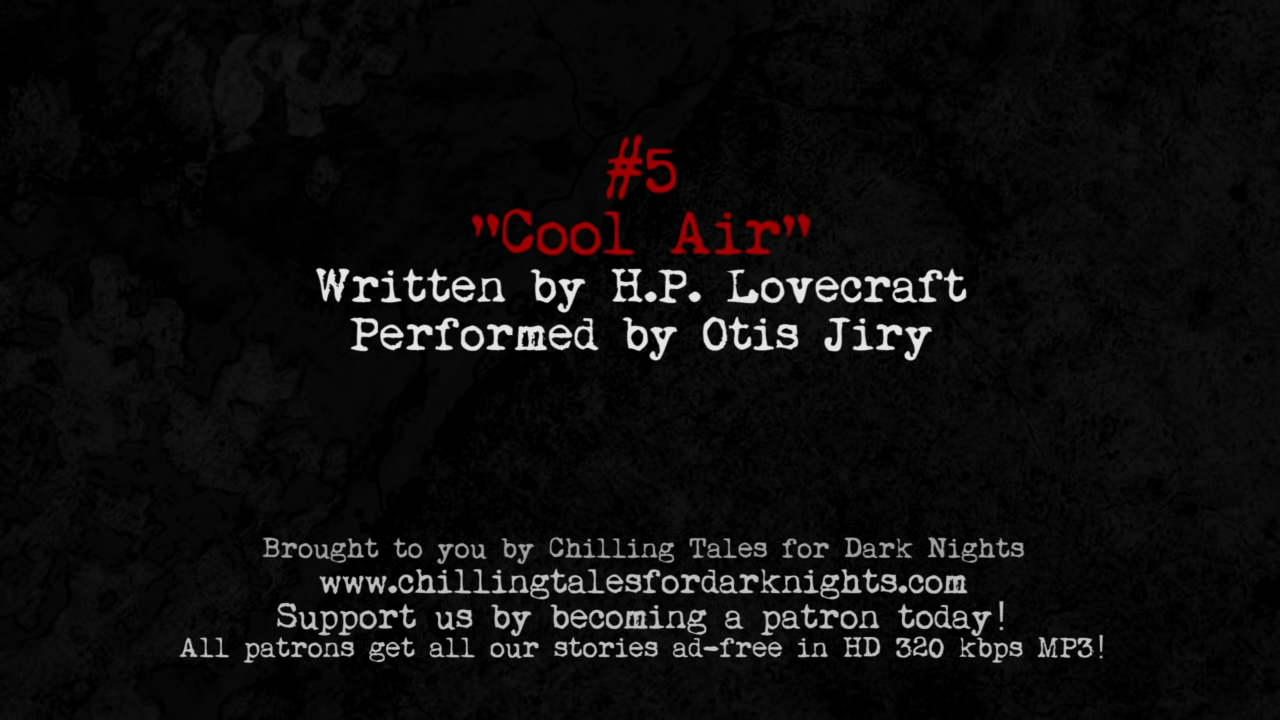 #5
"Cool Air"
Written by H.P. Lovecraft
Performed by Otis Jiry
Brought to you by Chilling Tales for Dark Nights
www.chillingtalesfordarknights.com
Support us by becoming a patron today!
All patrons get all our stories ad-free in HD 320 kbps MP3!